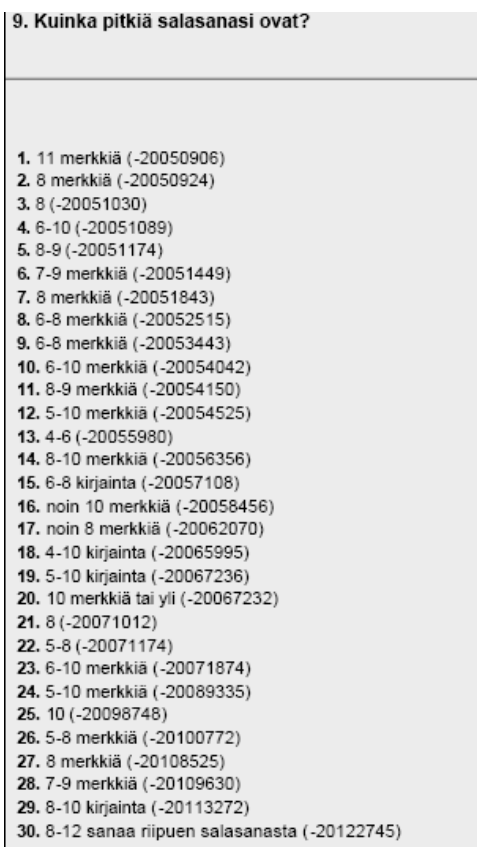 9. Kuinka pitkiä salasanasi ovat?
1. 11 merkkiä (-20050906)
2. 8 merkkiä (-20050924)
3. 8 (-20051030)
4. 6-10 (-20051089)
5. 8-9 (-20051174)
6. 7-9 merkkiä (-20051449)
7. 8 merkkiä (-20051843)
8. 6-8 merkkiä (-20052515)
9. 6-8 merkkiä (-20053443)
10. 6-10 merkkiä (-20054042)
11. 8-9 merkkiä (-20054150)
12. 5-10 merkkiä (-20054525)
13. 4-6 (-20055980)
14. 8-10 merkkiä (-20056356)
15. 6-8 kirjainta (-20057108)
16. noin 10 merkkiä (-20058456)
17. noin 8 merkkiä (-20062070)
18. 4-10 kirjainta (-20065995)
19. 5-10 kirjainta (-20067236)
20. 10 merkkiä tai yli (-20067232)
21. 8 (-20071012)
22. 5-8 (-20071174)
23. 6-10 merkkiä (-20071874)
24. 5-10 merkkiä (-20089335)
25. 10 (-20098748)
26. 5-8 merkkiä (-20100772)
27. 8 merkkiä (-20108525)
28. 7-9 merkkiä (-20109630)
29. 8-10 kirjainta (-20113272)
30. 8-12 sanaa riipuen salasanasta (-20122745)